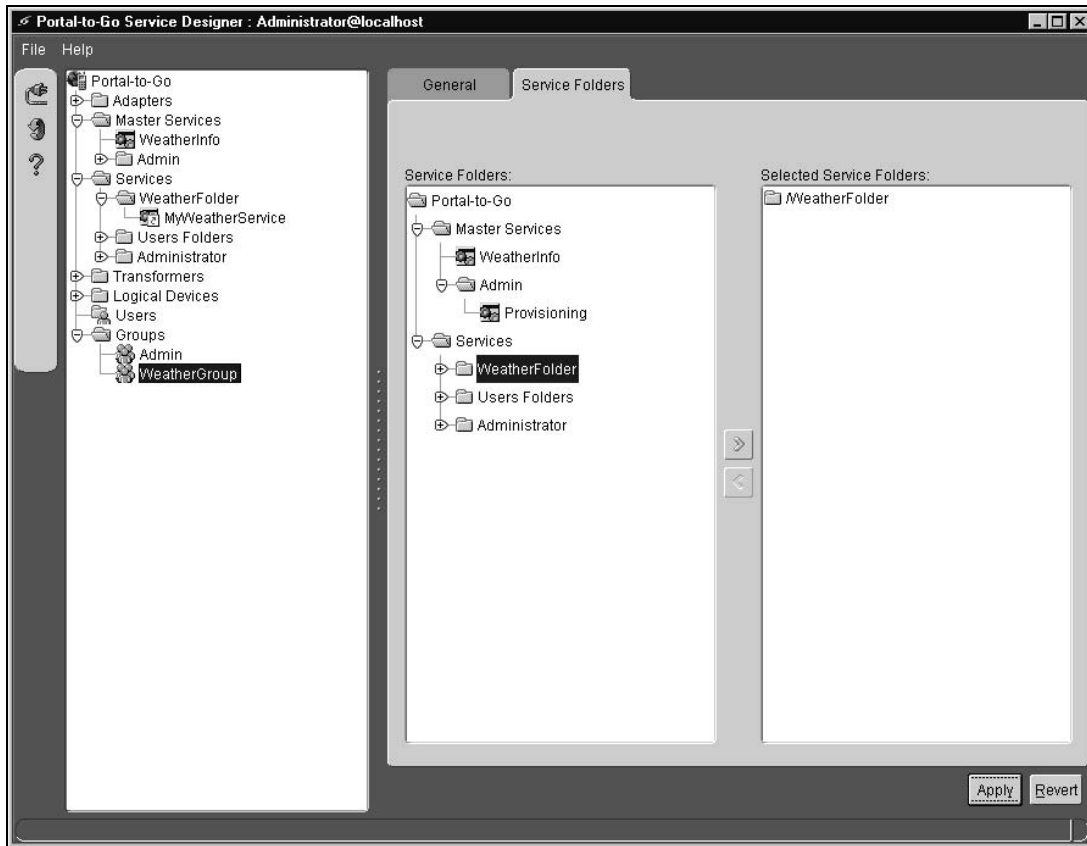 Portal-to-Go Service Designer : Administrator@localhost
File Help
Portal-to-Go
Adapters
Master Services
WeatherInfo
Admin
Services
WeatherFolder
MyWeatherService
Users Folders
Administrator
Transformers
Logical Devices
Users
Groups
Admin
WeatherGroup
General
Service Folders
Service Folders:
Portal-to-Go
Master Services
WeatherInfo
Admin
Provisioning
Services
WeatherFolder
Users Folders
Administrator
Selected Service Folders:
/WeatherFolder
Apply
Revert